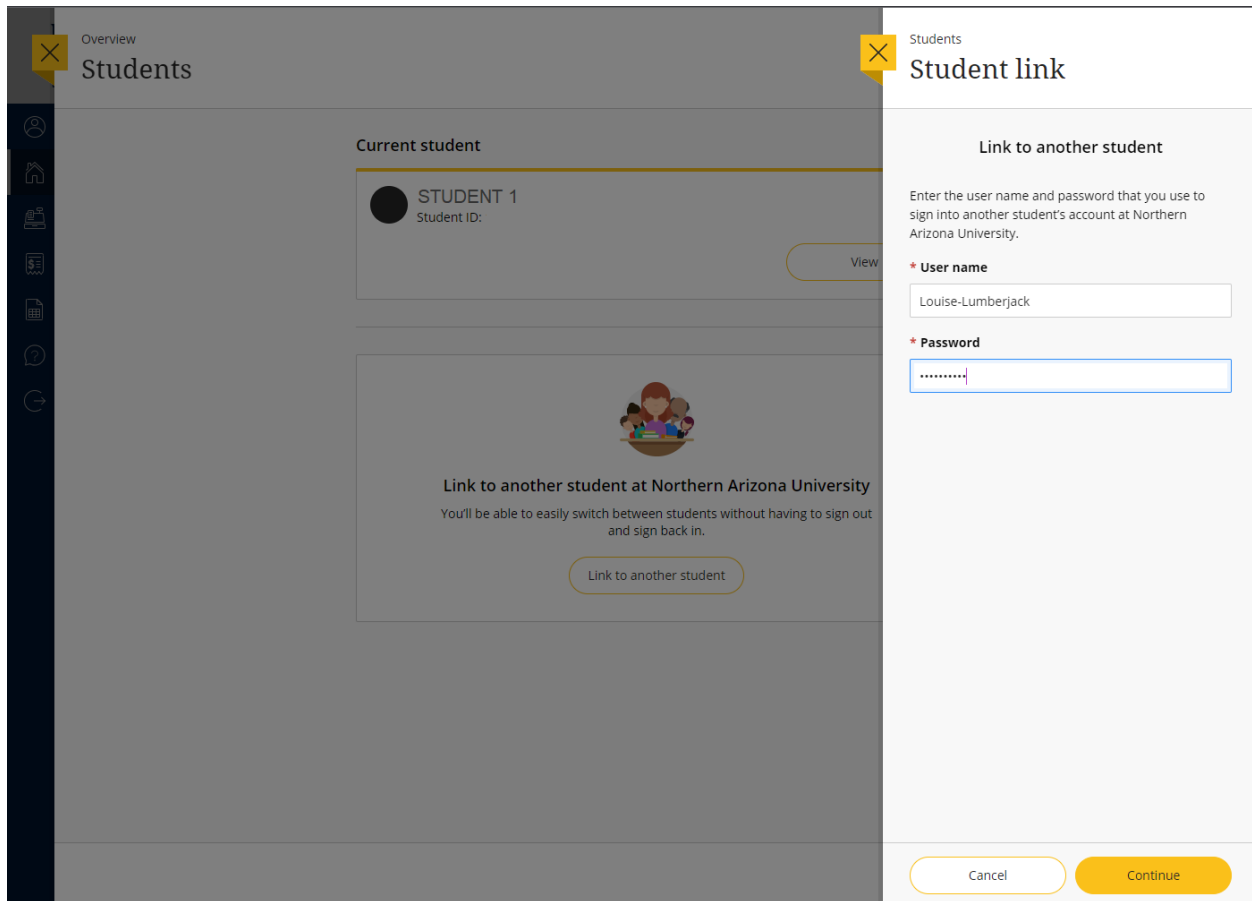 Overview
Students
Current student
STUDENT 1
Student ID:
View
Link to another student at Northern Arizona University
You'll be able to easily switch between students without having to sign out
and sign back in.
Link to another student
Students
Student link
Link to another student
Enter the user name and password that you use to
sign into another student's account at Northern
Arizona University.
* User name
Louise-Lumberjack
* Password
••••••••••
Cancel
Continue